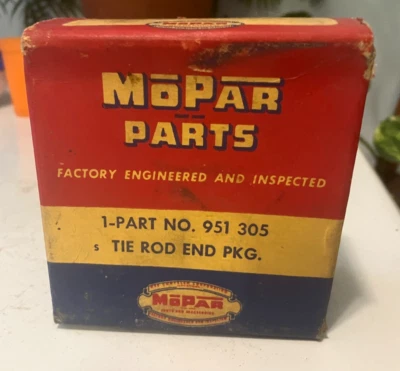 MOPAR
PARTS
FACTORY ENGINEERED AND INSPECTED
1-PART NO. 951 305
s TIE ROD END PKG.
MOPAR